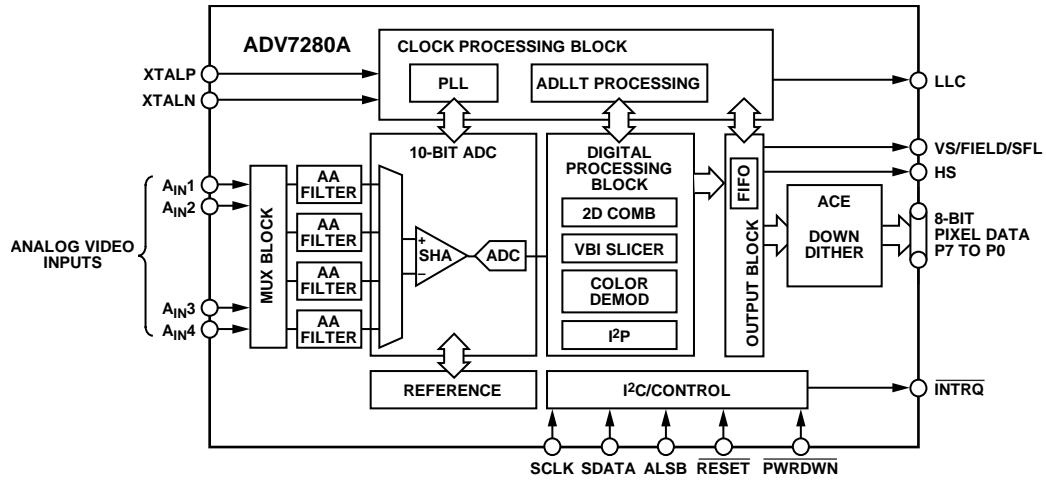 ADV7280A
CLOCK PROCESSING BLOCK
PLL
ADLLT PROCESSING
XTALP
XTALN
LLC
10-BIT ADC
DIGITAL
PROCESSING
BLOCK
2D COMB
VBI SLICER
COLOR
DEMOD
I2P
VS/FIELD/SFL
HS
FIFO
OUTPUT BLOCK
ACE
DOWN
DITHER
8-BIT
PIXEL DATA
P7 TO P0
ANALOG VIDEO
INPUTS
AIN1
AIN2
AIN3
AIN4
MUX BLOCK
AA
FILTER
AA
FILTER
AA
FILTER
AA
FILTER
+
SHA
–
ADC
REFERENCE
I2C/CONTROL
INTRQ
SCLK
SDATA
ALSB
RESET
PWRDWN